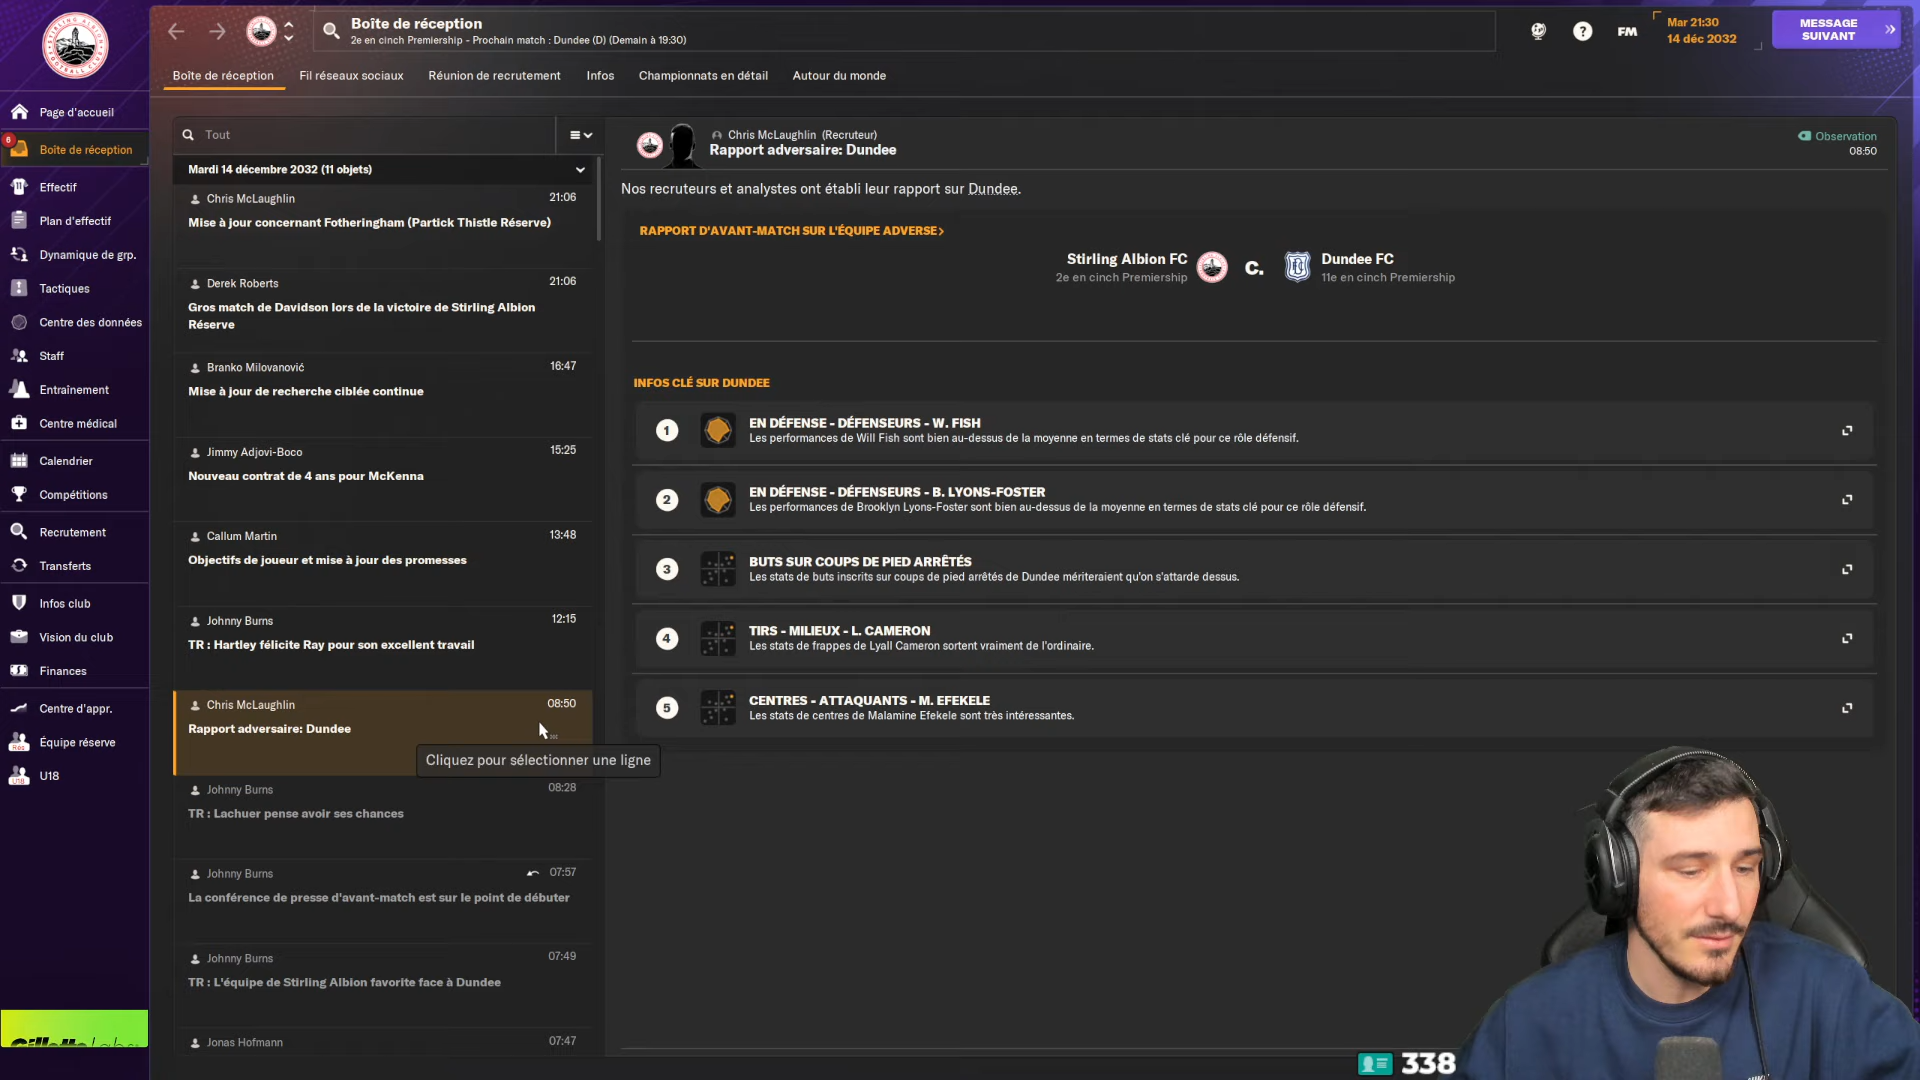 Boîte de réception
2e en cinch Premiership - Prochain match : Dundee (D) (Demain à 19:30)
FM
Mar 21:30
14 déc 2032
MESSAGE
SUIVANT
Boîte de réception
Fil réseaux sociaux
Réunion de recrutement
Infos
Championnats en détail
Autour du monde
Page d'accueil
6
Boîte de réception
Effectif
Plan d'effectif
Dynamique de grp.
Tactiques
Centre des données
Staff
Entraînement
Centre médical
Calendrier
Compétitions
Recrutement
Transferts
Infos club
Vision du club
Finances
Centre d'appr.
Équipe réserve
U18
Tout
Mardi 14 décembre 2032 (11 objets)
Chris McLaughlin
21:06
Mise à jour concernant Fotheringham (Partick Thistle Réserve)
Derek Roberts
21:06
Gros match de Davidson lors de la victoire de Stirling Albion
Réserve
Branko Milovanović
16:47
Mise à jour de recherche ciblée continue
Jimmy Adjovi-Boco
15:25
Nouveau contrat de 4 ans pour McKenna
Callum Martin
13:48
Objectifs de joueur et mise à jour des promesses
Johnny Burns
12:15
TR : Hartley félicite Ray pour son excellent travail
Chris McLaughlin
08:50
Rapport adversaire: Dundee
Cliquez pour sélectionner une ligne
Johnny Burns
08:28
TR : Lachuer pense avoir ses chances
Johnny Burns
07:57
La conférence de presse d'avant-match est sur le point de débuter
Johnny Burns
07:49
TR : L'équipe de Stirling Albion favorite face à Dundee
Jonas Hofmann
07:47
Chris McLaughlin (Recruteur)
Rapport adversaire: Dundee
Observation
08:50
Nos recruteurs et analystes ont établi leur rapport sur Dundee.
RAPPORT D'AVANT-MATCH SUR L'ÉQUIPE ADVERSE>
Stirling Albion FC
2e en cinch Premiership
C.
Dundee FC
11e en cinch Premiership
INFOS CLÉ SUR DUNDEE
1
EN DÉFENSE - DÉFENSEURS - W. FISH
Les performances de Will Fish sont bien au-dessus de la moyenne en termes de stats clé pour ce rôle défensif.
2
EN DÉFENSE - DÉFENSEURS - B. LYONS-FOSTER
Les performances de Brooklyn Lyons-Foster sont bien au-dessus de la moyenne en termes de stats clé pour ce rôle défensif.
3
BUTS SUR COUPS DE PIED ARRÊTÉS
Les stats de buts inscrits sur coups de pied arrêtés de Dundee mériteraient qu'on s'attarde dessus.
4
TIRS - MILIEUX - L. CAMERON
Les stats de frappes de Lyall Cameron sortent vraiment de l'ordinaire.
5
CENTRES - ATTAQUANTS - M. EFEKELE
Les stats de centres de Malamine Efekele sont très intéressantes.
338